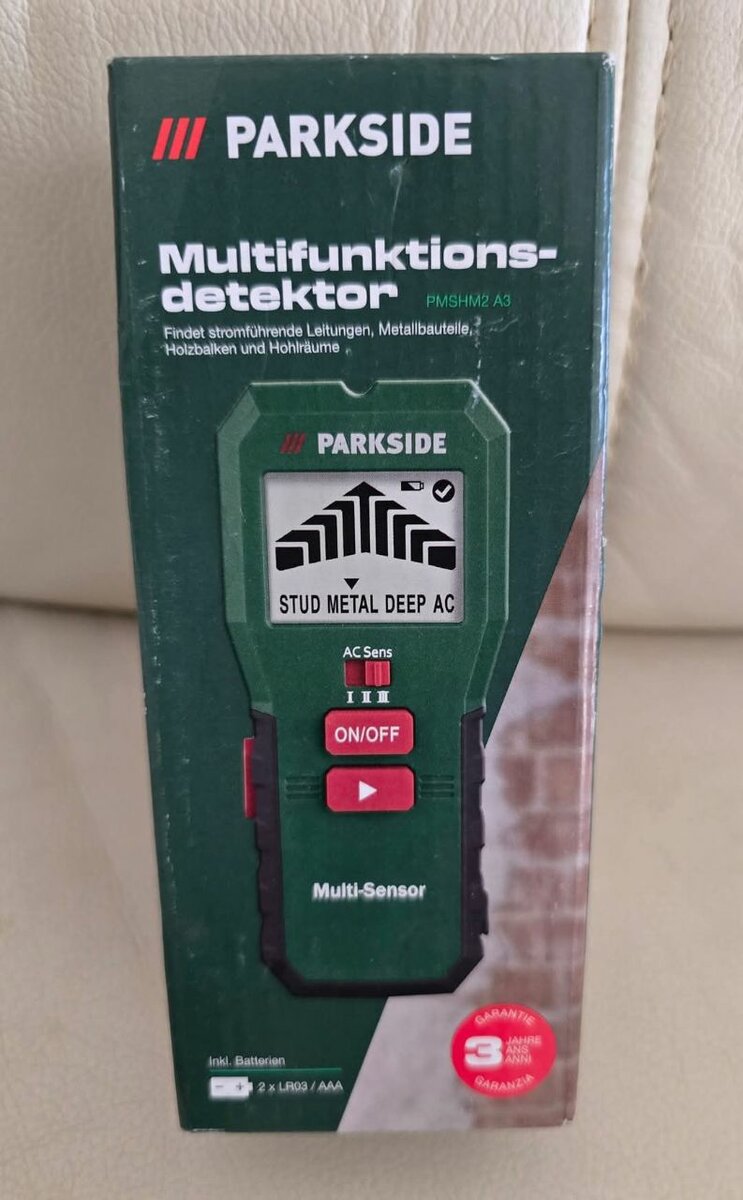 PARKSIDE
Multifunktions-
detektor PMSHM2 A3
Findet stromführende Leitungen, Metallbauteile,
Holzbalken und Hohlräume
PARKSIDE
STUD METAL DEEP AC
AC Sens
I II III
ON/OFF
Multi-Sensor
GARANTIE
3 JAHRE
ANS
ANNI
GARANZIA
Inkl. Batterien
2 x LR03 / AAA